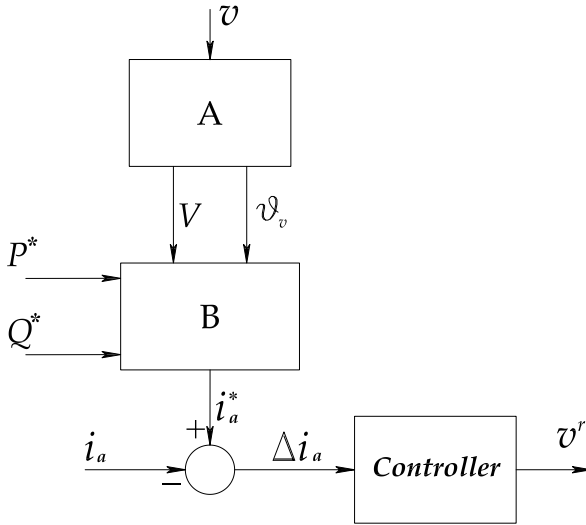 v
A
V ϑᵥ
P*
Q*
B
i*ₐ
+
iₐ
−
Δiₐ
Controller
vʳ